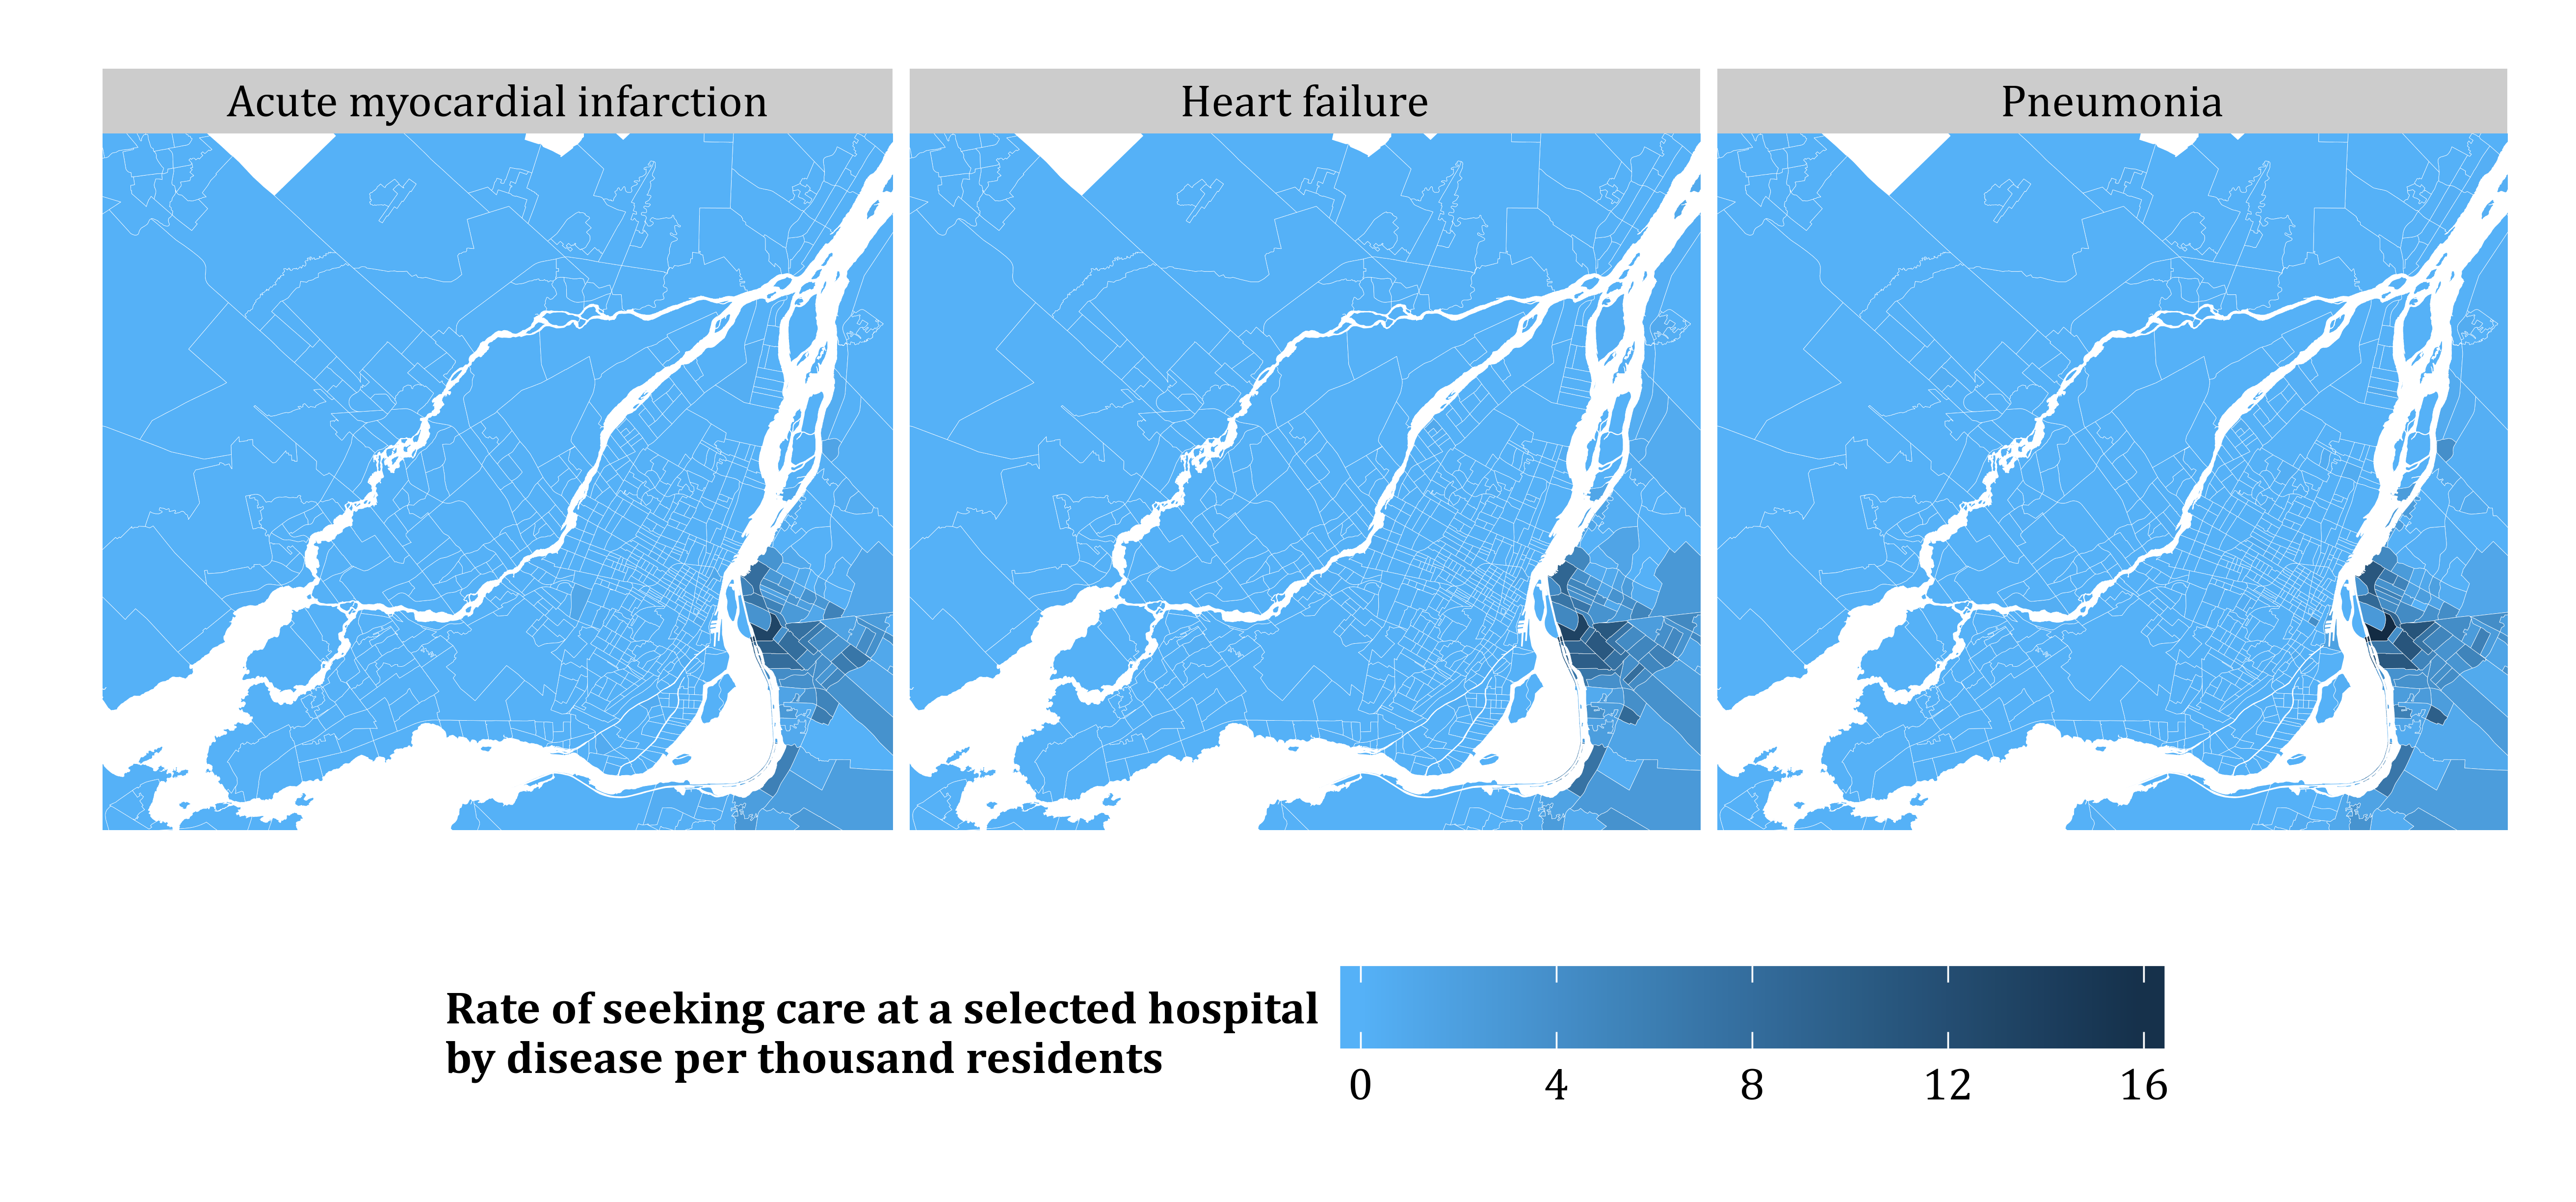 Acute myocardial infarction
Heart failure
Pneumonia
Rate of seeking care at a selected hospital
by disease per thousand residents
0 4 8 12 16